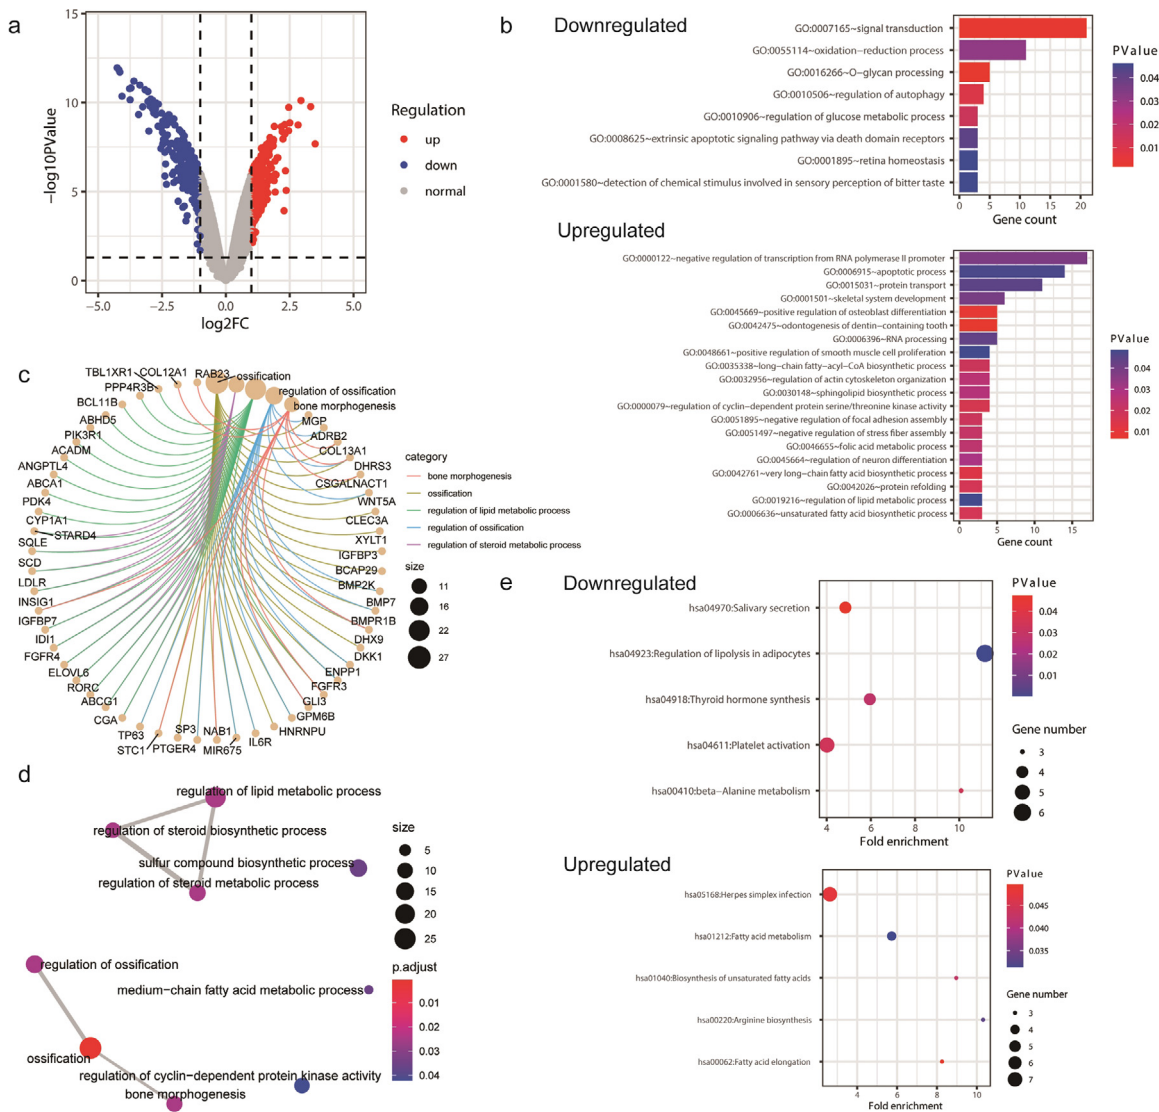 a
15
10
5
0
−log10PValue
−5.0
−2.5
0.0
2.5
5.0
log2FC
Regulation
up
down
normal
b
Downregulated
GO:0007165~signal transduction
GO:0055114~oxidation−reduction process
GO:0016266~O−glycan processing
GO:0010506~regulation of autophagy
GO:0010906~regulation of glucose metabolic process
GO:0008625~extrinsic apoptotic signaling pathway via death domain receptors
GO:0001895~retina homeostasis
GO:0001580~detection of chemical stimulus involved in sensory perception of bitter taste
0 5 10 15 20
Gene count
PValue
0.04
0.03
0.02
0.01
Upregulated
GO:0000122~negative regulation of transcription from RNA polymerase II promoter
GO:0006915~apoptotic process
GO:0015031~protein transport
GO:0001501~skeletal system development
GO:0045669~positive regulation of osteoblast differentiation
GO:0042475~odontogenesis of dentin−containing tooth
GO:0006396~RNA processing
GO:0048661~positive regulation of smooth muscle cell proliferation
GO:0035338~long−chain fatty−acyl−CoA biosynthetic process
GO:0032956~regulation of actin cytoskeleton organization
GO:0030148~sphingolipid biosynthetic process
GO:0000079~regulation of cyclin−dependent protein serine/threonine kinase activity
GO:0051895~negative regulation of focal adhesion assembly
GO:0051497~negative regulation of stress fiber assembly
GO:0046655~folic acid metabolic process
GO:0045664~regulation of neuron differentiation
GO:0042761~very long−chain fatty acid biosynthetic process
GO:0042026~protein refolding
GO:0019216~regulation of lipid metabolic process
GO:0006636~unsaturated fatty acid biosynthetic process
0 5 10 15
Gene count
PValue
0.04
0.03
0.02
0.01
c
TBL1XR1
COL12A1
RAB23
ossification
PPP4R3B
regulation of ossification
BCL11B
bone morphogenesis
ABHD5
MGP
PIK3R1
ADRB2
ACADM
COL13A1
ANGPTL4
DHRS3
ABCA1
CSGALNACT1
PDK4
WNT5A
CYP1A1
CLEC3A
STARD4
XYLT1
SQLE
IGFBP3
SCD
BCAP29
LDLR
BMP2K
INSIG1
BMP7
IGFBP7
BMPR1B
IDI1
DHX9
FGFR4
DKK1
ELOVL6
ENPP1
RORC
FGFR3
ABCG1
GLI3
CGA
GPM6B
TP63
SP3
NAB1
HNRNPU
STC1
PTGER4
MIR675
IL6R
category
bone morphogenesis
ossification
regulation of lipid metabolic process
regulation of ossification
regulation of steroid metabolic process
size
11
16
22
27
d
regulation of lipid metabolic process
regulation of steroid biosynthetic process
sulfur compound biosynthetic process
regulation of steroid metabolic process
regulation of ossification
medium−chain fatty acid metabolic process
ossification
regulation of cyclin−dependent protein kinase activity
bone morphogenesis
size
5
10
15
20
25
p.adjust
0.01
0.02
0.03
0.04
e
Downregulated
hsa04970:Salivary secretion
hsa04923:Regulation of lipolysis in adipocytes
hsa04918:Thyroid hormone synthesis
hsa04611:Platelet activation
hsa00410:beta−Alanine metabolism
4 6 8 10
Fold enrichment
PValue
0.04
0.03
0.02
0.01
Gene number
3
4
5
6
Upregulated
hsa05168:Herpes simplex infection
hsa01212:Fatty acid metabolism
hsa01040:Biosynthesis of unsaturated fatty acids
hsa00220:Arginine biosynthesis
hsa00062:Fatty acid elongation
4 6 8 10
Fold enrichment
PValue
0.045
0.040
0.035
Gene number
3
4
5
6
7